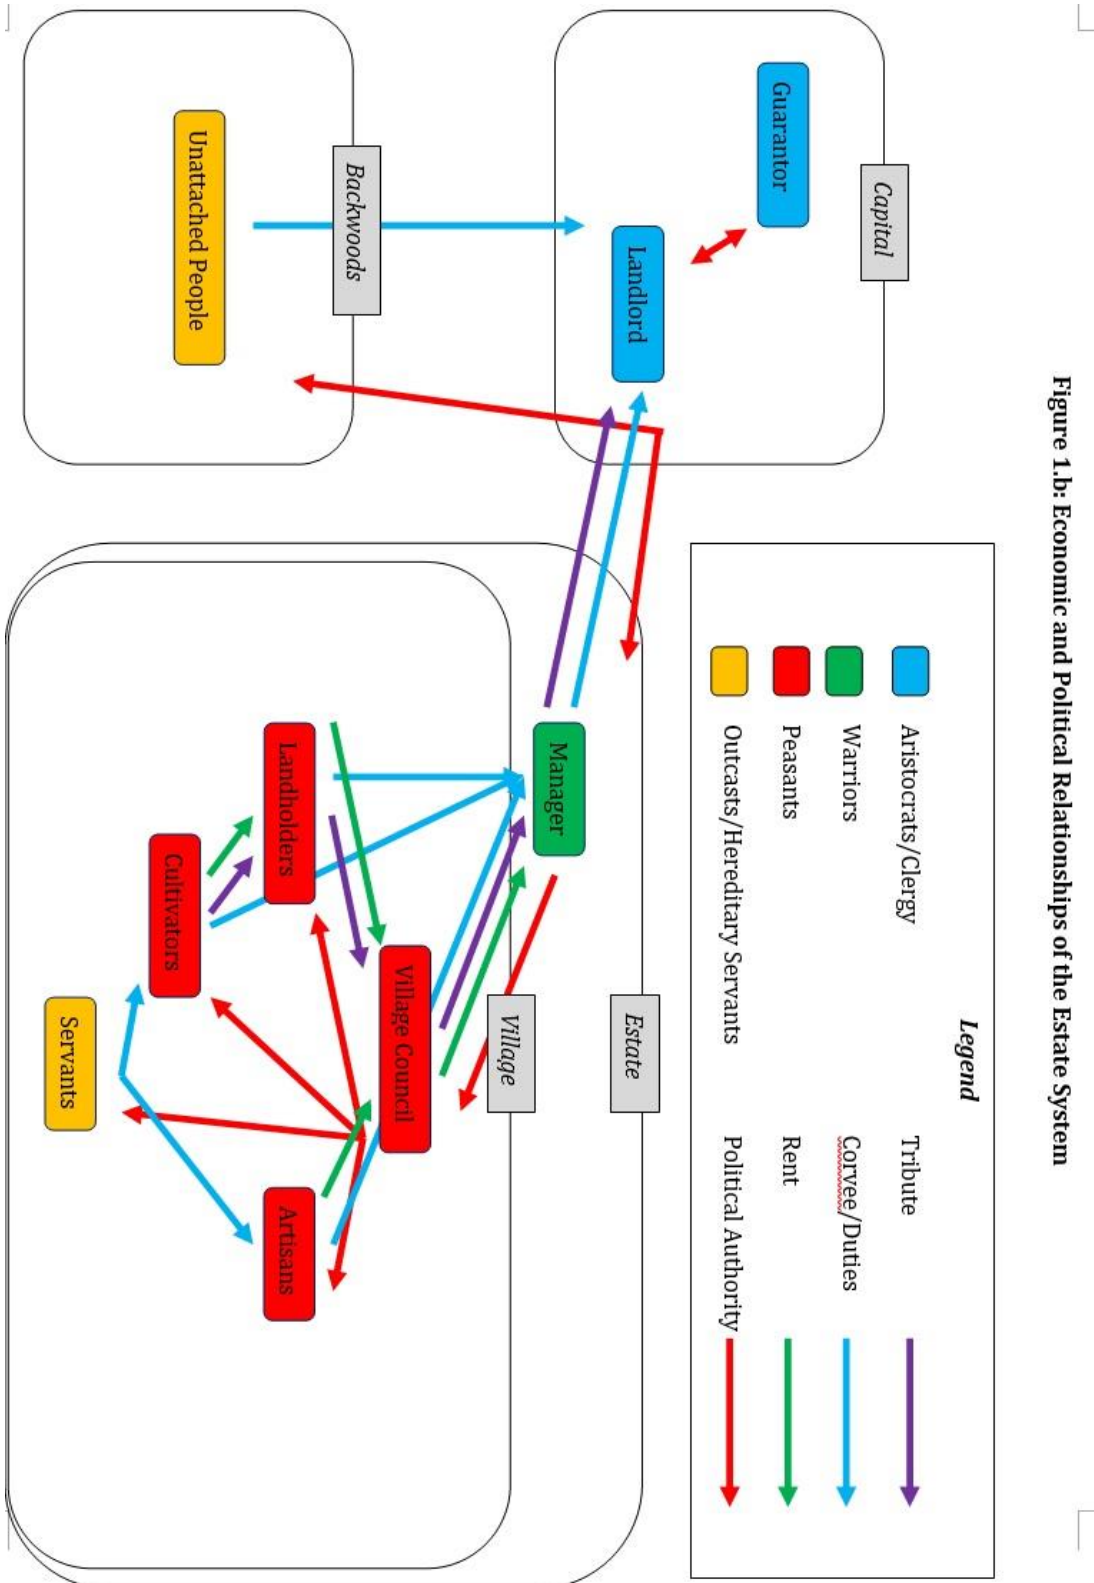 Figure 1.b: Economic and Political Relationships of the Estate System
Capital
Guarantor
Landlord
Backwoods
Unattached People
Legend
Aristocrats/Clergy
Warriors
Peasants
Outcasts/Hereditary Servants
Tribute
Corvee/Duties
Rent
Political Authority
Estate
Manager
Village
Village Council
Landholders
Artisans
Cultivators
Servants